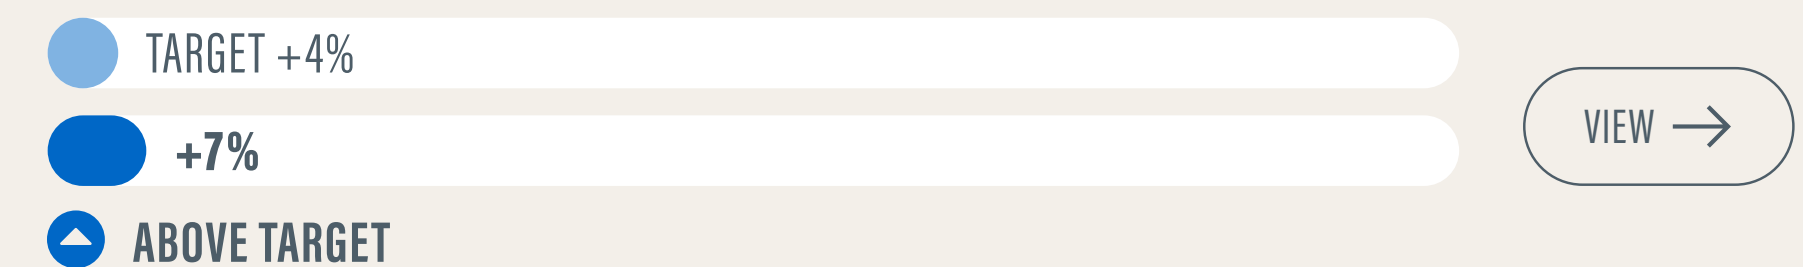 TARGET +4%
+7%
VIEW →
ABOVE TARGET